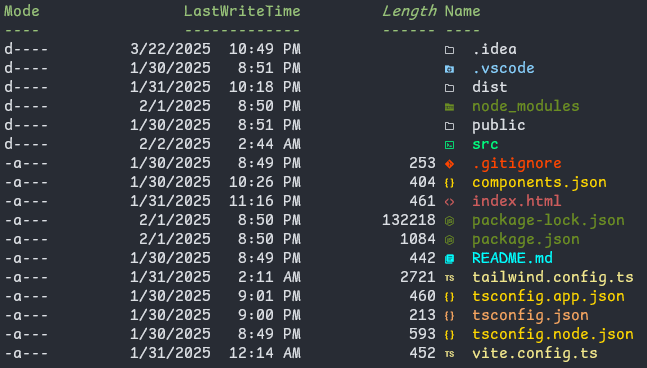 Mode LastWriteTime Length Name
---- ------------- ------ ----
d---- 3/22/2025 10:49 PM .idea
d---- 1/30/2025 8:51 PM .vscode
d---- 1/31/2025 10:18 PM dist
d---- 2/1/2025 8:50 PM node_modules
d---- 1/30/2025 8:51 PM public
d---- 2/2/2025 2:44 AM src
-a--- 1/30/2025 8:49 PM 253 .gitignore
-a--- 1/30/2025 10:26 PM 404 {} components.json
-a--- 1/31/2025 11:16 PM 461 <> index.html
-a--- 2/1/2025 8:50 PM 132218 package-lock.json
-a--- 2/1/2025 8:50 PM 1084 package.json
-a--- 1/30/2025 8:49 PM 442 README.md
-a--- 1/31/2025 2:11 AM 2721 TS tailwind.config.ts
-a--- 1/30/2025 9:01 PM 460 {} tsconfig.app.json
-a--- 1/30/2025 9:00 PM 213 {} tsconfig.json
-a--- 1/30/2025 8:49 PM 593 {} tsconfig.node.json
-a--- 1/31/2025 12:14 AM 452 TS vite.config.ts